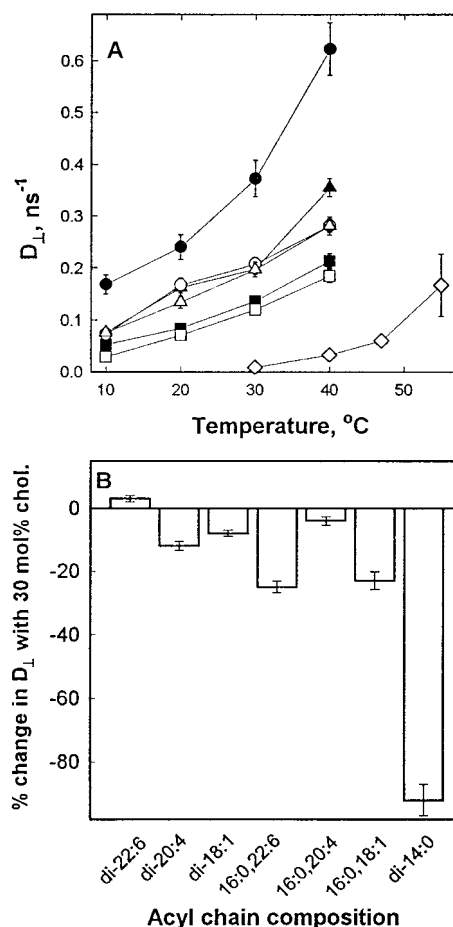 A
0.6
0.5
0.4
0.3
0.2
0.1
0.0
D⊥, ns-1
10 20 30 40 50
Temperature, oC
B
0
-20
-40
-60
-80
% change in D⊥ with 30 mol% chol.
di-22:6
di-20:4
di-18:1
16:0,22:6
16:0,20:4
16:0,18:1
di-14:0
Acyl chain composition